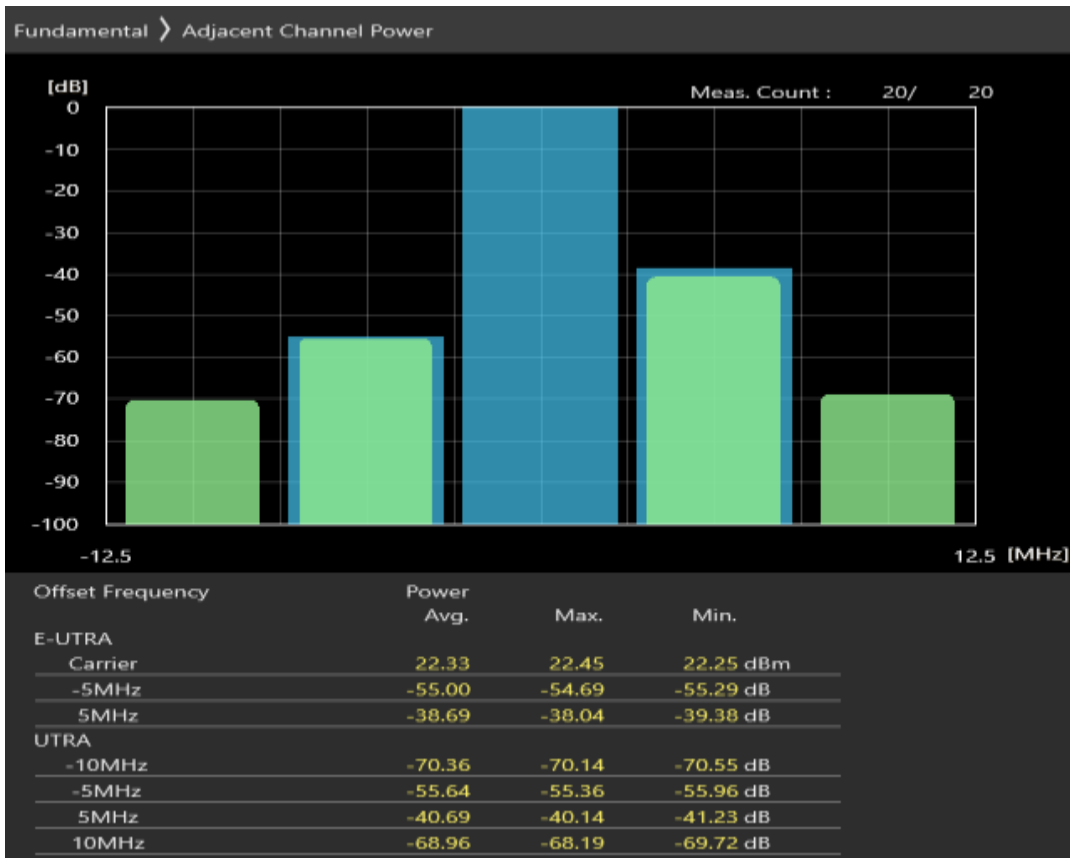 Fundamental ❯ Adjacent Channel Power
[dB]
Meas. Count : 20/ 20
0
-10
-20
-30
-40
-50
-60
-70
-80
-90
-100
-12.5 12.5 [MHz]
Offset Frequency Power
Avg. Max. Min.
E-UTRA
Carrier 22.33 22.45 22.25 dBm
-5MHz -55.00 -54.69 -55.29 dB
5MHz -38.69 -38.04 -39.38 dB
UTRA
-10MHz -70.36 -70.14 -70.55 dB
-5MHz -55.64 -55.36 -55.96 dB
5MHz -40.69 -40.14 -41.23 dB
10MHz -68.96 -68.19 -69.72 dB